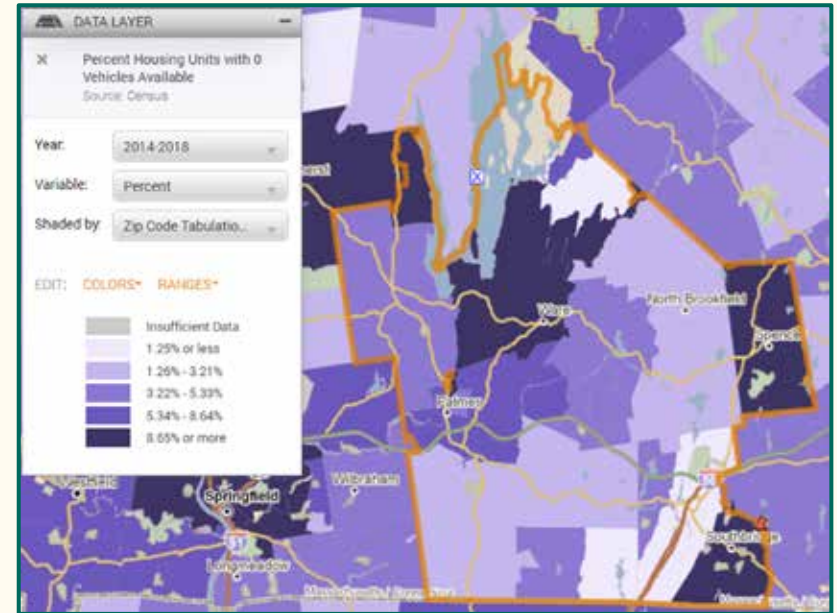 DATA LAYER
Percent Housing Units with 0
Vehicles Available
Source: Census
Year:
2014-2018
Variable:
Percent
Shaded by:
Zip Code Tabulatio...
EDIT: COLORS RANGES
Insufficient Data
1.25% or less
1.26% - 3.21%
3.22% - 5.33%
5.34% - 8.64%
8.65% or more
erst
Ware
North Brookfield
Spence
Palmer
Wilbraham
Springfield
Southbridge
Longmeadow